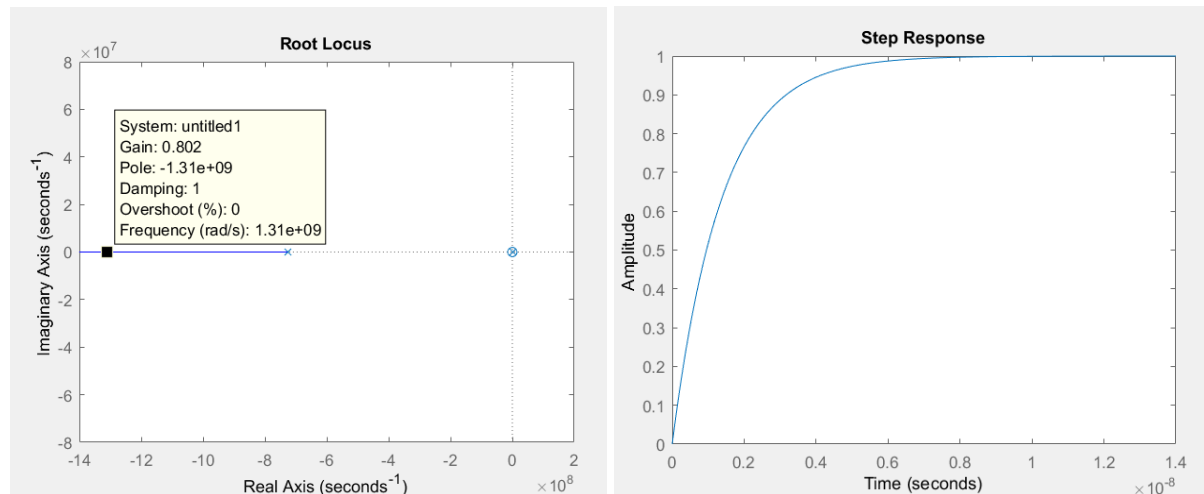 Root Locus
×10⁷
8
6
4
2
0
-2
-4
-6
-8
Imaginary Axis (seconds⁻¹)
System: untitled1
Gain: 0.802
Pole: -1.31e+09
Damping: 1
Overshoot (%): 0
Frequency (rad/s): 1.31e+09
-14 -12 -10 -8 -6 -4 -2 0 2
Real Axis (seconds⁻¹)
×10⁸
Step Response
1
0.9
0.8
0.7
0.6
0.5
0.4
0.3
0.2
0.1
0
Amplitude
0 0.2 0.4 0.6 0.8 1 1.2 1.4
Time (seconds)
×10⁻⁸